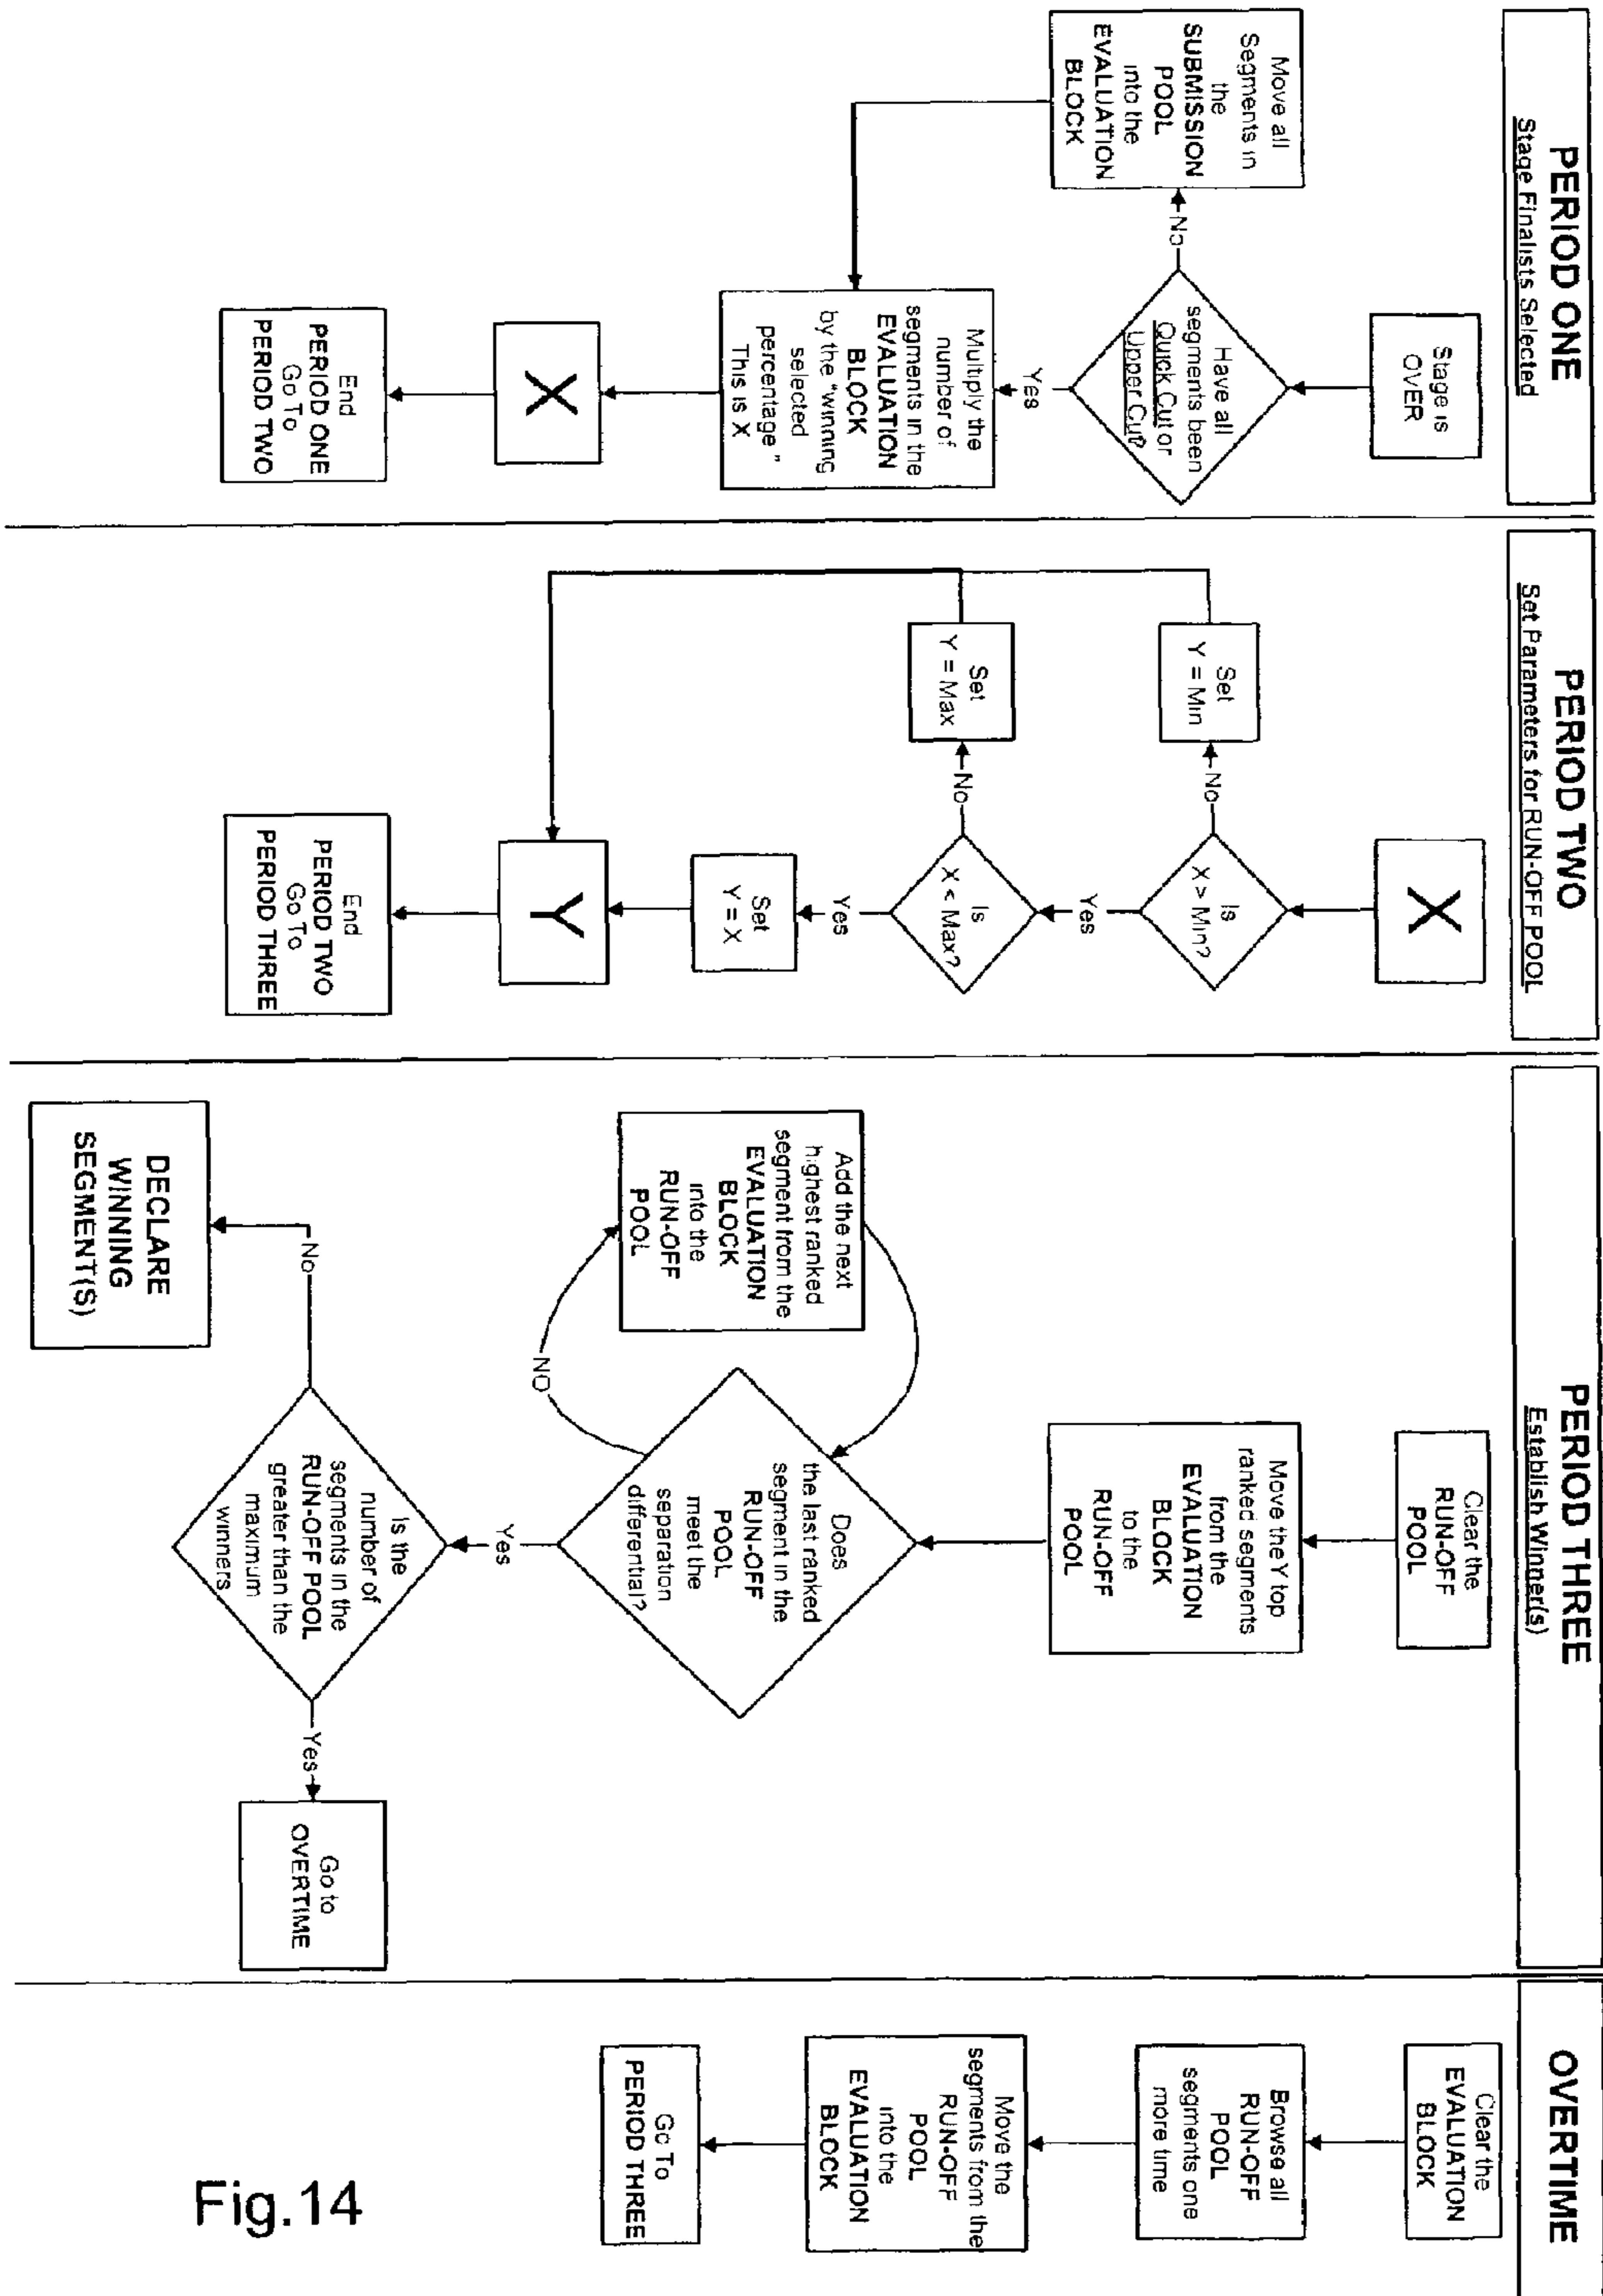 PERIOD ONE
Stage Finalists Selected
Stage is
OVER
Have all
segments been
Quick Cut or
Upper Cut?
No
Yes
Move all
Segments in
the
SUBMISSION
POOL
into the
EVALUATION
BLOCK
Multiply the
number of
segments in the
EVALUATION
BLOCK
by the "winning
selected
percentage "
This is X
X
End
PERIOD ONE
Go To
PERIOD TWO
PERIOD TWO
Set Parameters for RUN-OFF POOL
X
Is
X > Min?
No
Yes
Set
Y = Min
Is
X < Max?
No
Yes
Set
Y = Max
Set
Y = X
Y
End
PERIOD TWO
Go To
PERIOD THREE
PERIOD THREE
Establish Winner(s)
Clear the
RUN-OFF
POOL
Move the Y top
ranked segments
from the
EVALUATION
BLOCK
to the
RUN-OFF
POOL
Does
the last ranked
segment in the
RUN-OFF
POOL
meet the
separation
differential?
NO
Yes
Add the next
highest ranked
segment from the
EVALUATION
BLOCK
into the
RUN-OFF
POOL
Is the
number of
segments in the
RUN-OFF POOL
greater than the
maximum
winners
No
Yes
DECLARE
WINNING
SEGMENT(S)
Go to
OVERTIME
OVERTIME
Clear the
EVALUATION
BLOCK
Browse all
RUN-OFF
POOL
segments one
more time
Move the
segments from the
RUN-OFF
POOL
into the
EVALUATION
BLOCK
Go To
PERIOD THREE
Fig.14